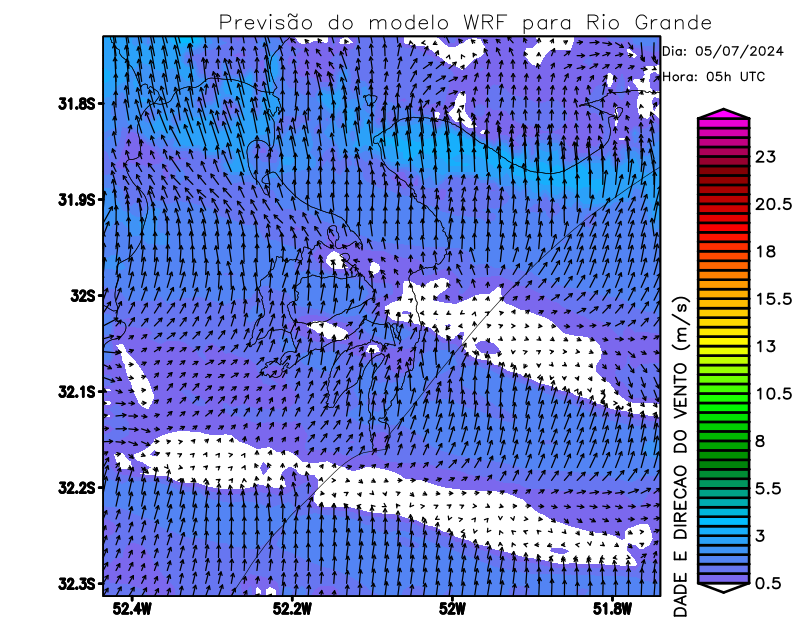 Previsão do modelo WRF para Rio Grande
Dia: 05/07/2024
Hora: 05h UTC
31.8S
31.9S
32S
32.1S
32.2S
32.3S
52.4W
52.2W
52W
51.8W
23
20.5
18
15.5
13
10.5
8
5.5
3
0.5
DADE E DIRECAO DO VENTO (m/s)